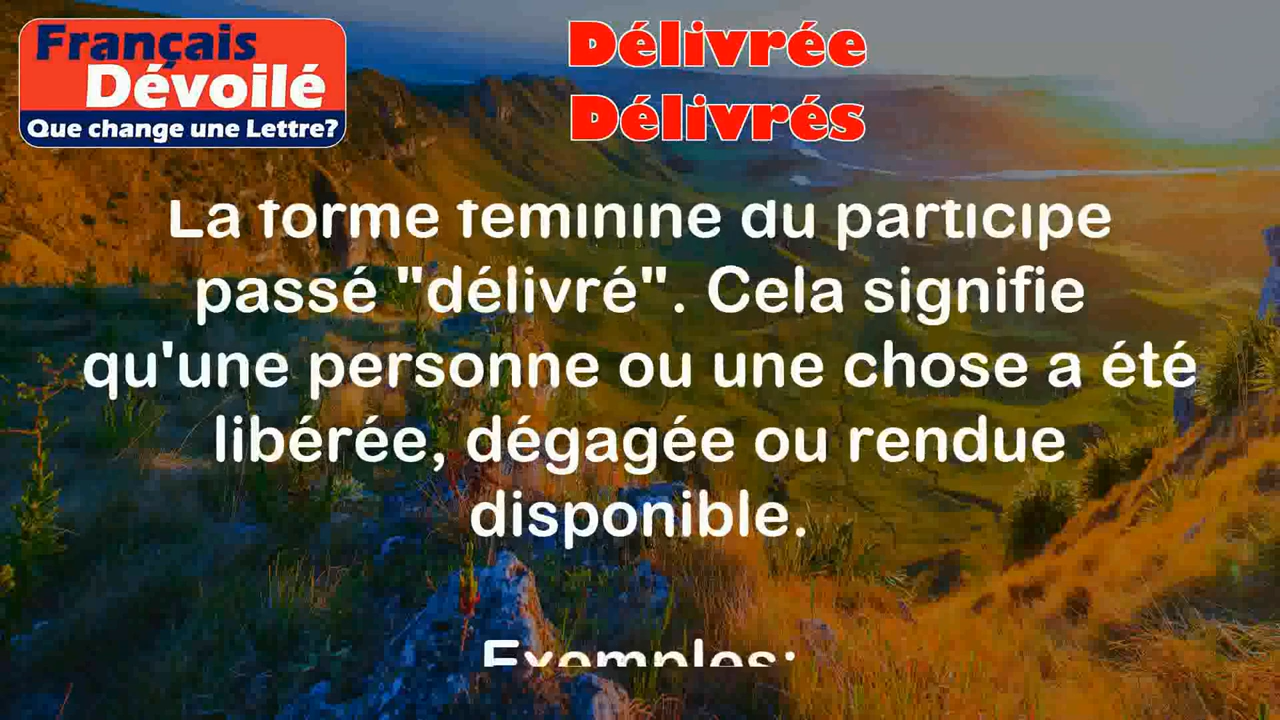 Français
Dévoilé
Que change une Lettre?
Délivrée
Délivrés
La forme féminine du participe
passé "délivré". Cela signifie
qu'une personne ou une chose a été
libérée, dégagée ou rendue
disponible.
Exemples: